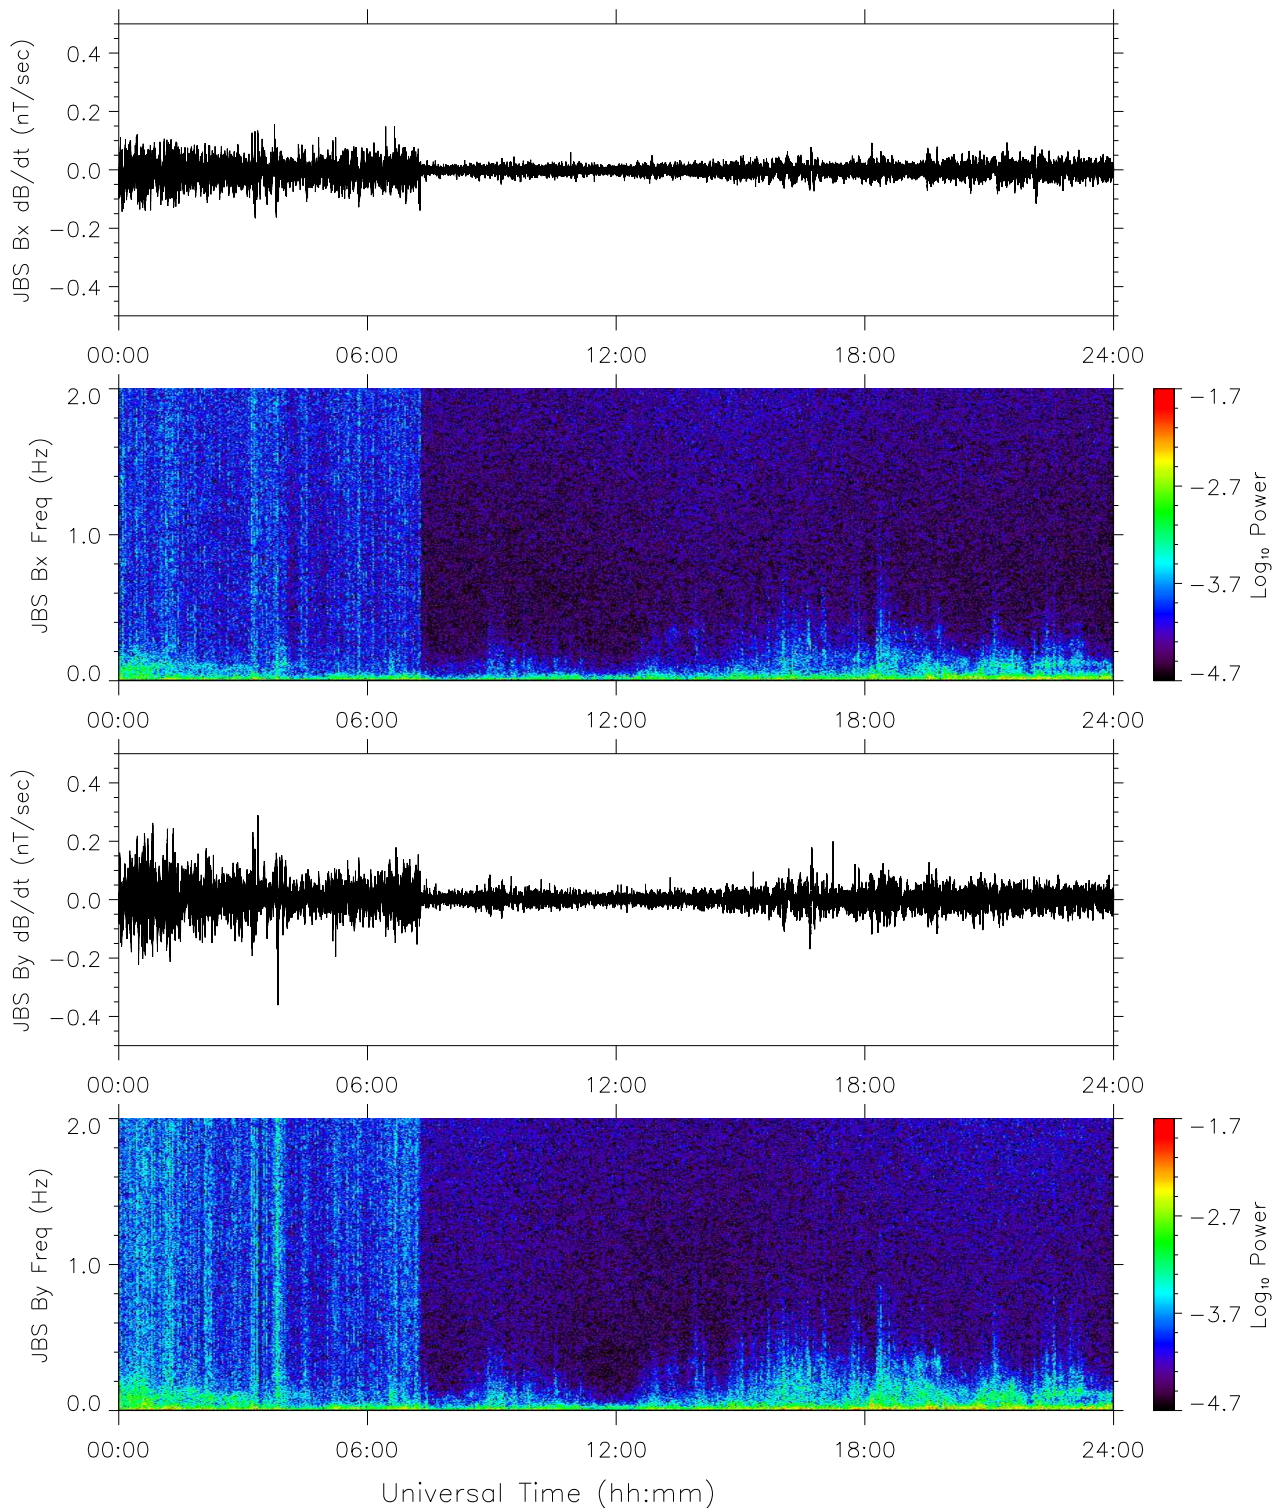 JBS Bx dB/dt (nT/sec)
0.4
0.2
0.0
−0.2
−0.4
00:00 06:00 12:00 18:00 24:00
JBS Bx Freq (Hz)
2.0
1.0
0.0
00:00 06:00 12:00 18:00 24:00
−1.7
−2.7
−3.7
−4.7
Log₁₀ Power
JBS By dB/dt (nT/sec)
0.4
0.2
0.0
−0.2
−0.4
00:00 06:00 12:00 18:00 24:00
JBS By Freq (Hz)
2.0
1.0
0.0
00:00 06:00 12:00 18:00 24:00
−1.7
−2.7
−3.7
−4.7
Log₁₀ Power
Universal Time (hh:mm)